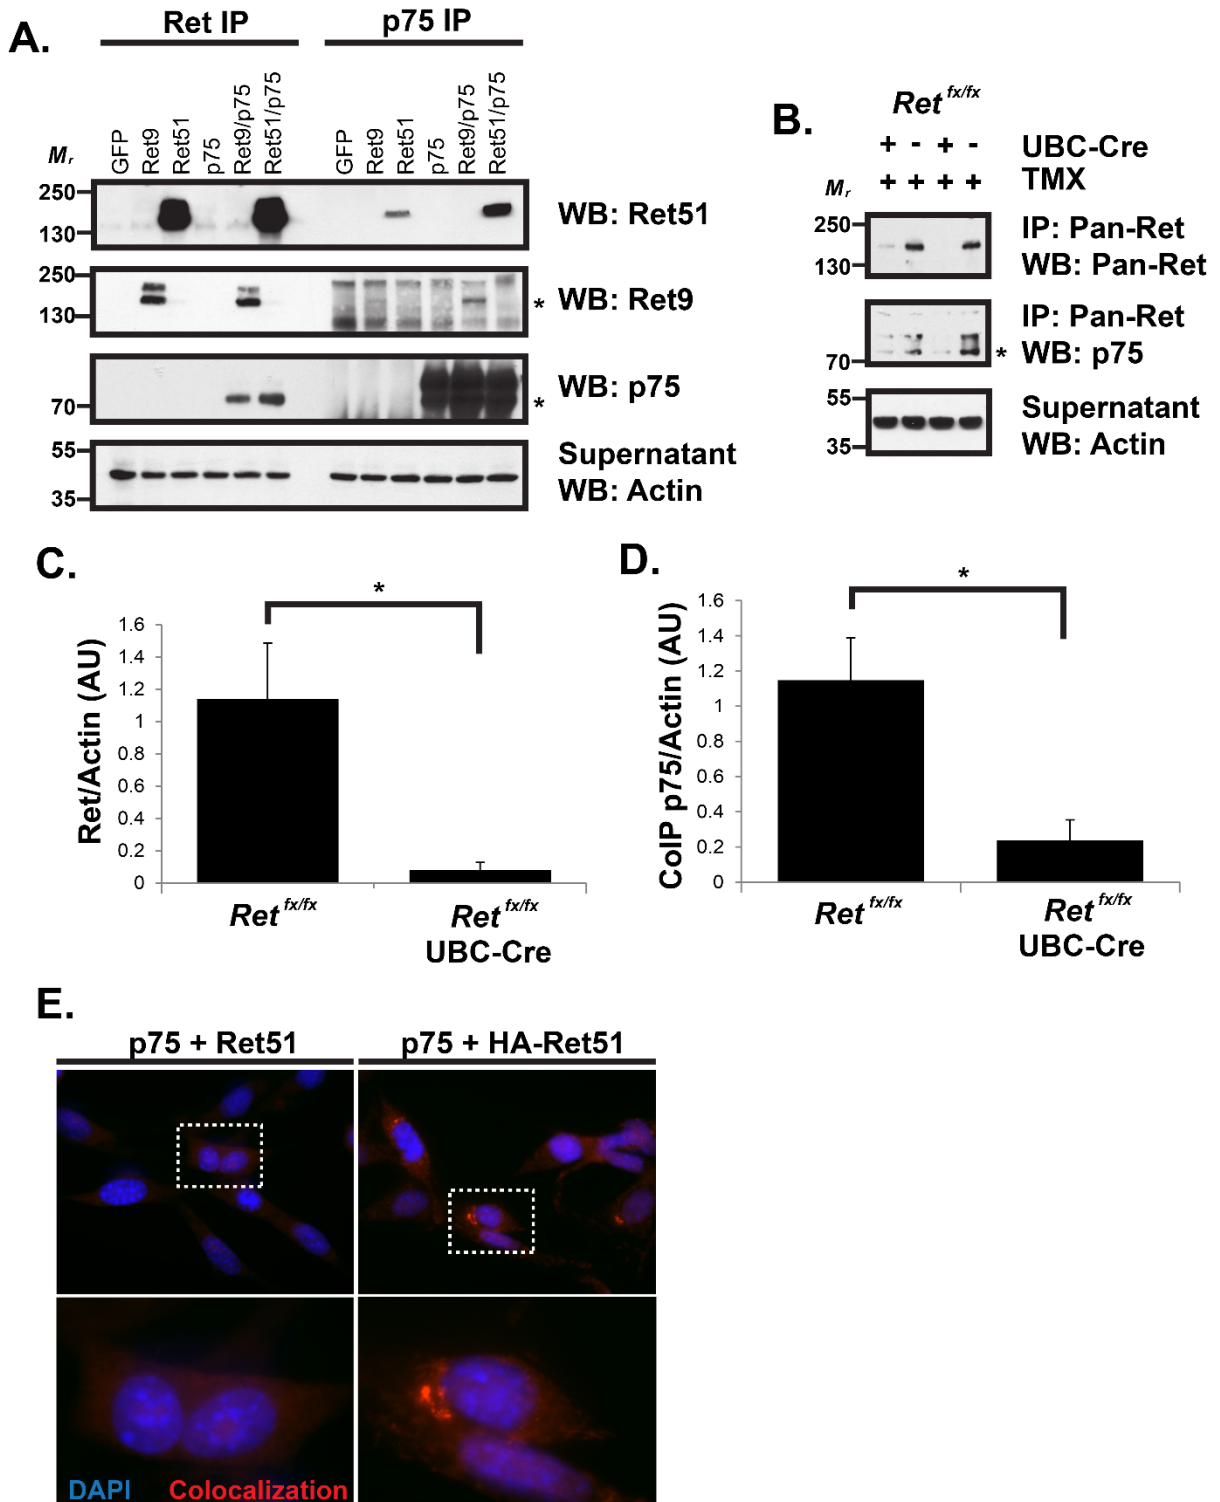 A.
Ret IP
p75 IP
GFP
Ret9
Ret51
p75
Ret9/p75
Ret51/p75
GFP
Ret9
Ret51
p75
Ret9/p75
Ret51/p75
Mr
250
130
WB: Ret51
250
130
* WB: Ret9
70
* WB: p75
55
35
Supernatant
WB: Actin
B.
Ret fx/fx
+ - + - UBC-Cre
+ + + + TMX
Mr
250
130
IP: Pan-Ret
WB: Pan-Ret
70
*
IP: Pan-Ret
WB: p75
55
35
Supernatant
WB: Actin
C.
*
Ret/Actin (AU)
1.6
1.4
1.2
1
0.8
0.6
0.4
0.2
0
Ret fx/fx
Ret fx/fx
UBC-Cre
D.
*
CoIP p75/Actin (AU)
1.6
1.4
1.2
1
0.8
0.6
0.4
0.2
0
Ret fx/fx
Ret fx/fx
UBC-Cre
E.
p75 + Ret51
p75 + HA-Ret51
DAPI
Colocalization